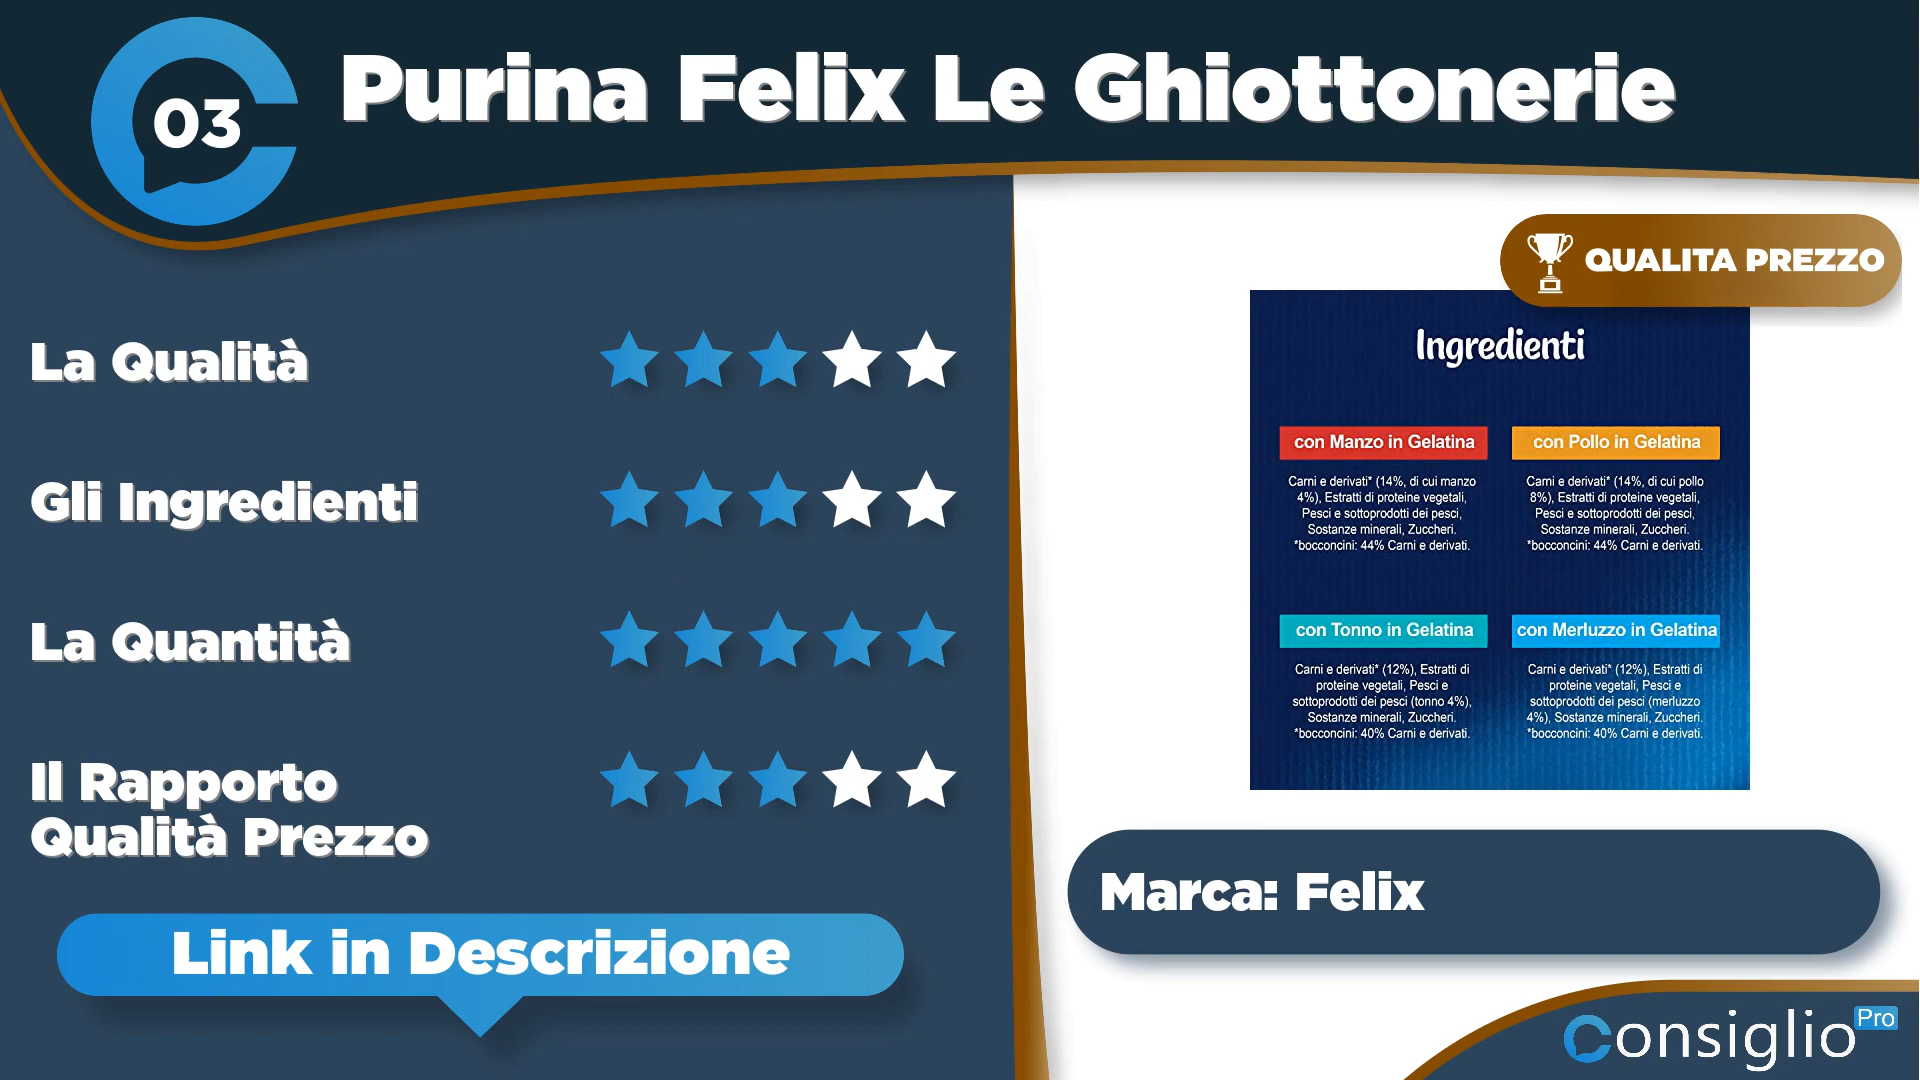 03
Purina Felix Le Ghiottonerie
La Qualità
Gli Ingredienti
La Quantità
Il Rapporto
Qualità Prezzo
Link in Descrizione
QUALITA PREZZO
Ingredienti
con Manzo in Gelatina
Carni e derivati* (14%, di cui manzo
4%), Estratti di proteine vegetali,
Pesci e sottoprodotti dei pesci,
Sostanze minerali, Zuccheri.
*bocconcini: 44% Carni e derivati.
con Pollo in Gelatina
Carni e derivati* (14%, di cui pollo
8%), Estratti di proteine vegetali,
Pesci e sottoprodotti dei pesci,
Sostanze minerali, Zuccheri.
*bocconcini: 44% Carni e derivati.
con Tonno in Gelatina
Carni e derivati* (12%), Estratti di
proteine vegetali, Pesci e
sottoprodotti dei pesci (tonno 4%),
Sostanze minerali, Zuccheri.
*bocconcini: 40% Carni e derivati.
con Merluzzo in Gelatina
Carni e derivati* (12%), Estratti di
proteine vegetali, Pesci e
sottoprodotti dei pesci (merluzzo
4%), Sostanze minerali, Zuccheri.
*bocconcini: 40% Carni e derivati.
Marca: Felix
Consiglio Pro